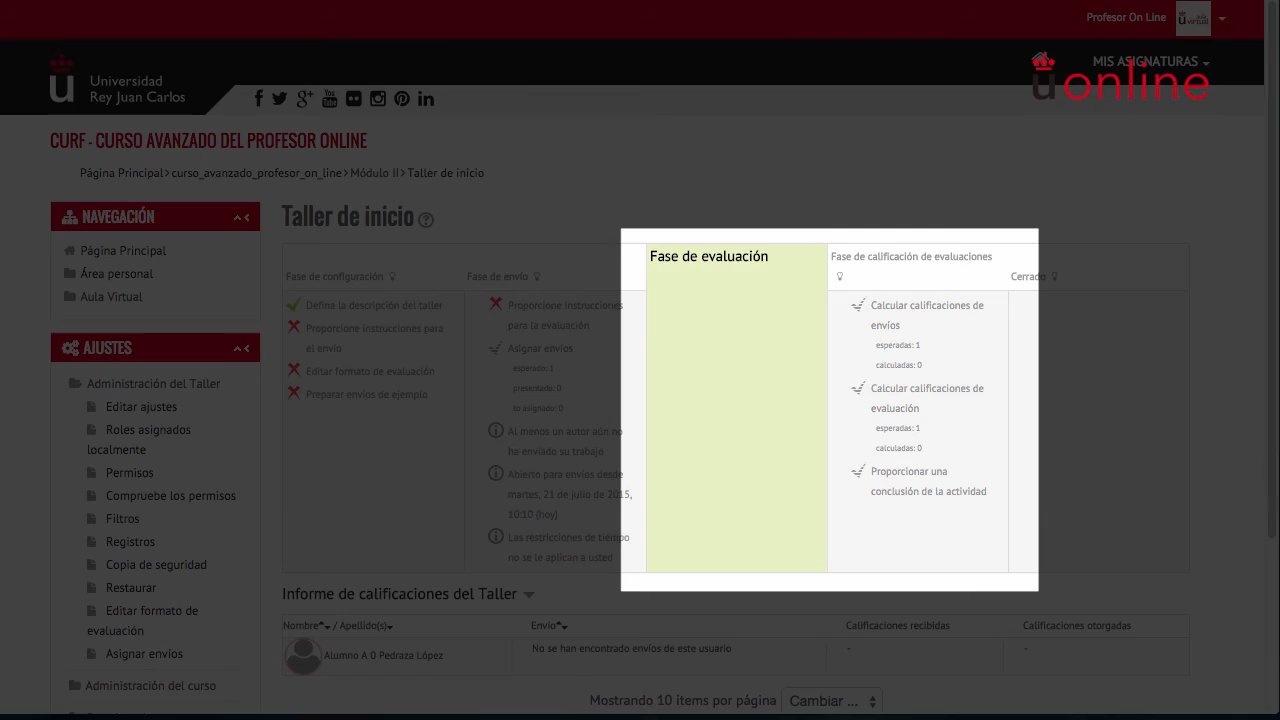 Profesor On Line
aula virtual
Universidad
Rey Juan Carlos
MIS ASIGNATURAS
u online
CURF - CURSO AVANZADO DEL PROFESOR ONLINE
Página Principal > curso_avanzado_profesor_on_line > Módulo II > Taller de inicio
NAVEGACIÓN
Página Principal
Área personal
Aula Virtual
AJUSTES
Administración del Taller
Editar ajustes
Roles asignados
localmente
Permisos
Compruebe los permisos
Filtros
Registros
Copia de seguridad
Restaurar
Editar formato de
evaluación
Asignar envíos
Administración del curso
Taller de inicio
Fase de configuración
Defina la descripción del taller
Proporcione instrucciones para
el envío
Editar formato de evaluación
Preparar envíos de ejemplo
Fase de envío
Proporcione instrucciones
para la evaluación
Asignar envíos
esperado: 1
presentado: 0
to asignado: 0
Al menos un autor aún no
ha enviado su trabajo
Abierto para envíos desde
martes, 21 de julio de 2015,
10:10 (hoy)
Las restricciones de tiempo
no se le aplican a usted
Fase de evaluación
Fase de calificación de evaluaciones
Calcular calificaciones de
envíos
esperadas: 1
calculadas: 0
Calcular calificaciones de
evaluación
esperadas: 1
calculadas: 0
Proporcionar una
conclusión de la actividad
Cerrado
Informe de calificaciones del Taller
Nombre / Apellido(s) Envío Calificaciones recibidas Calificaciones otorgadas
Alumno A 0 Pedraza López No se han encontrado envíos de este usuario - -
Mostrando 10 items por página Cambiar ...